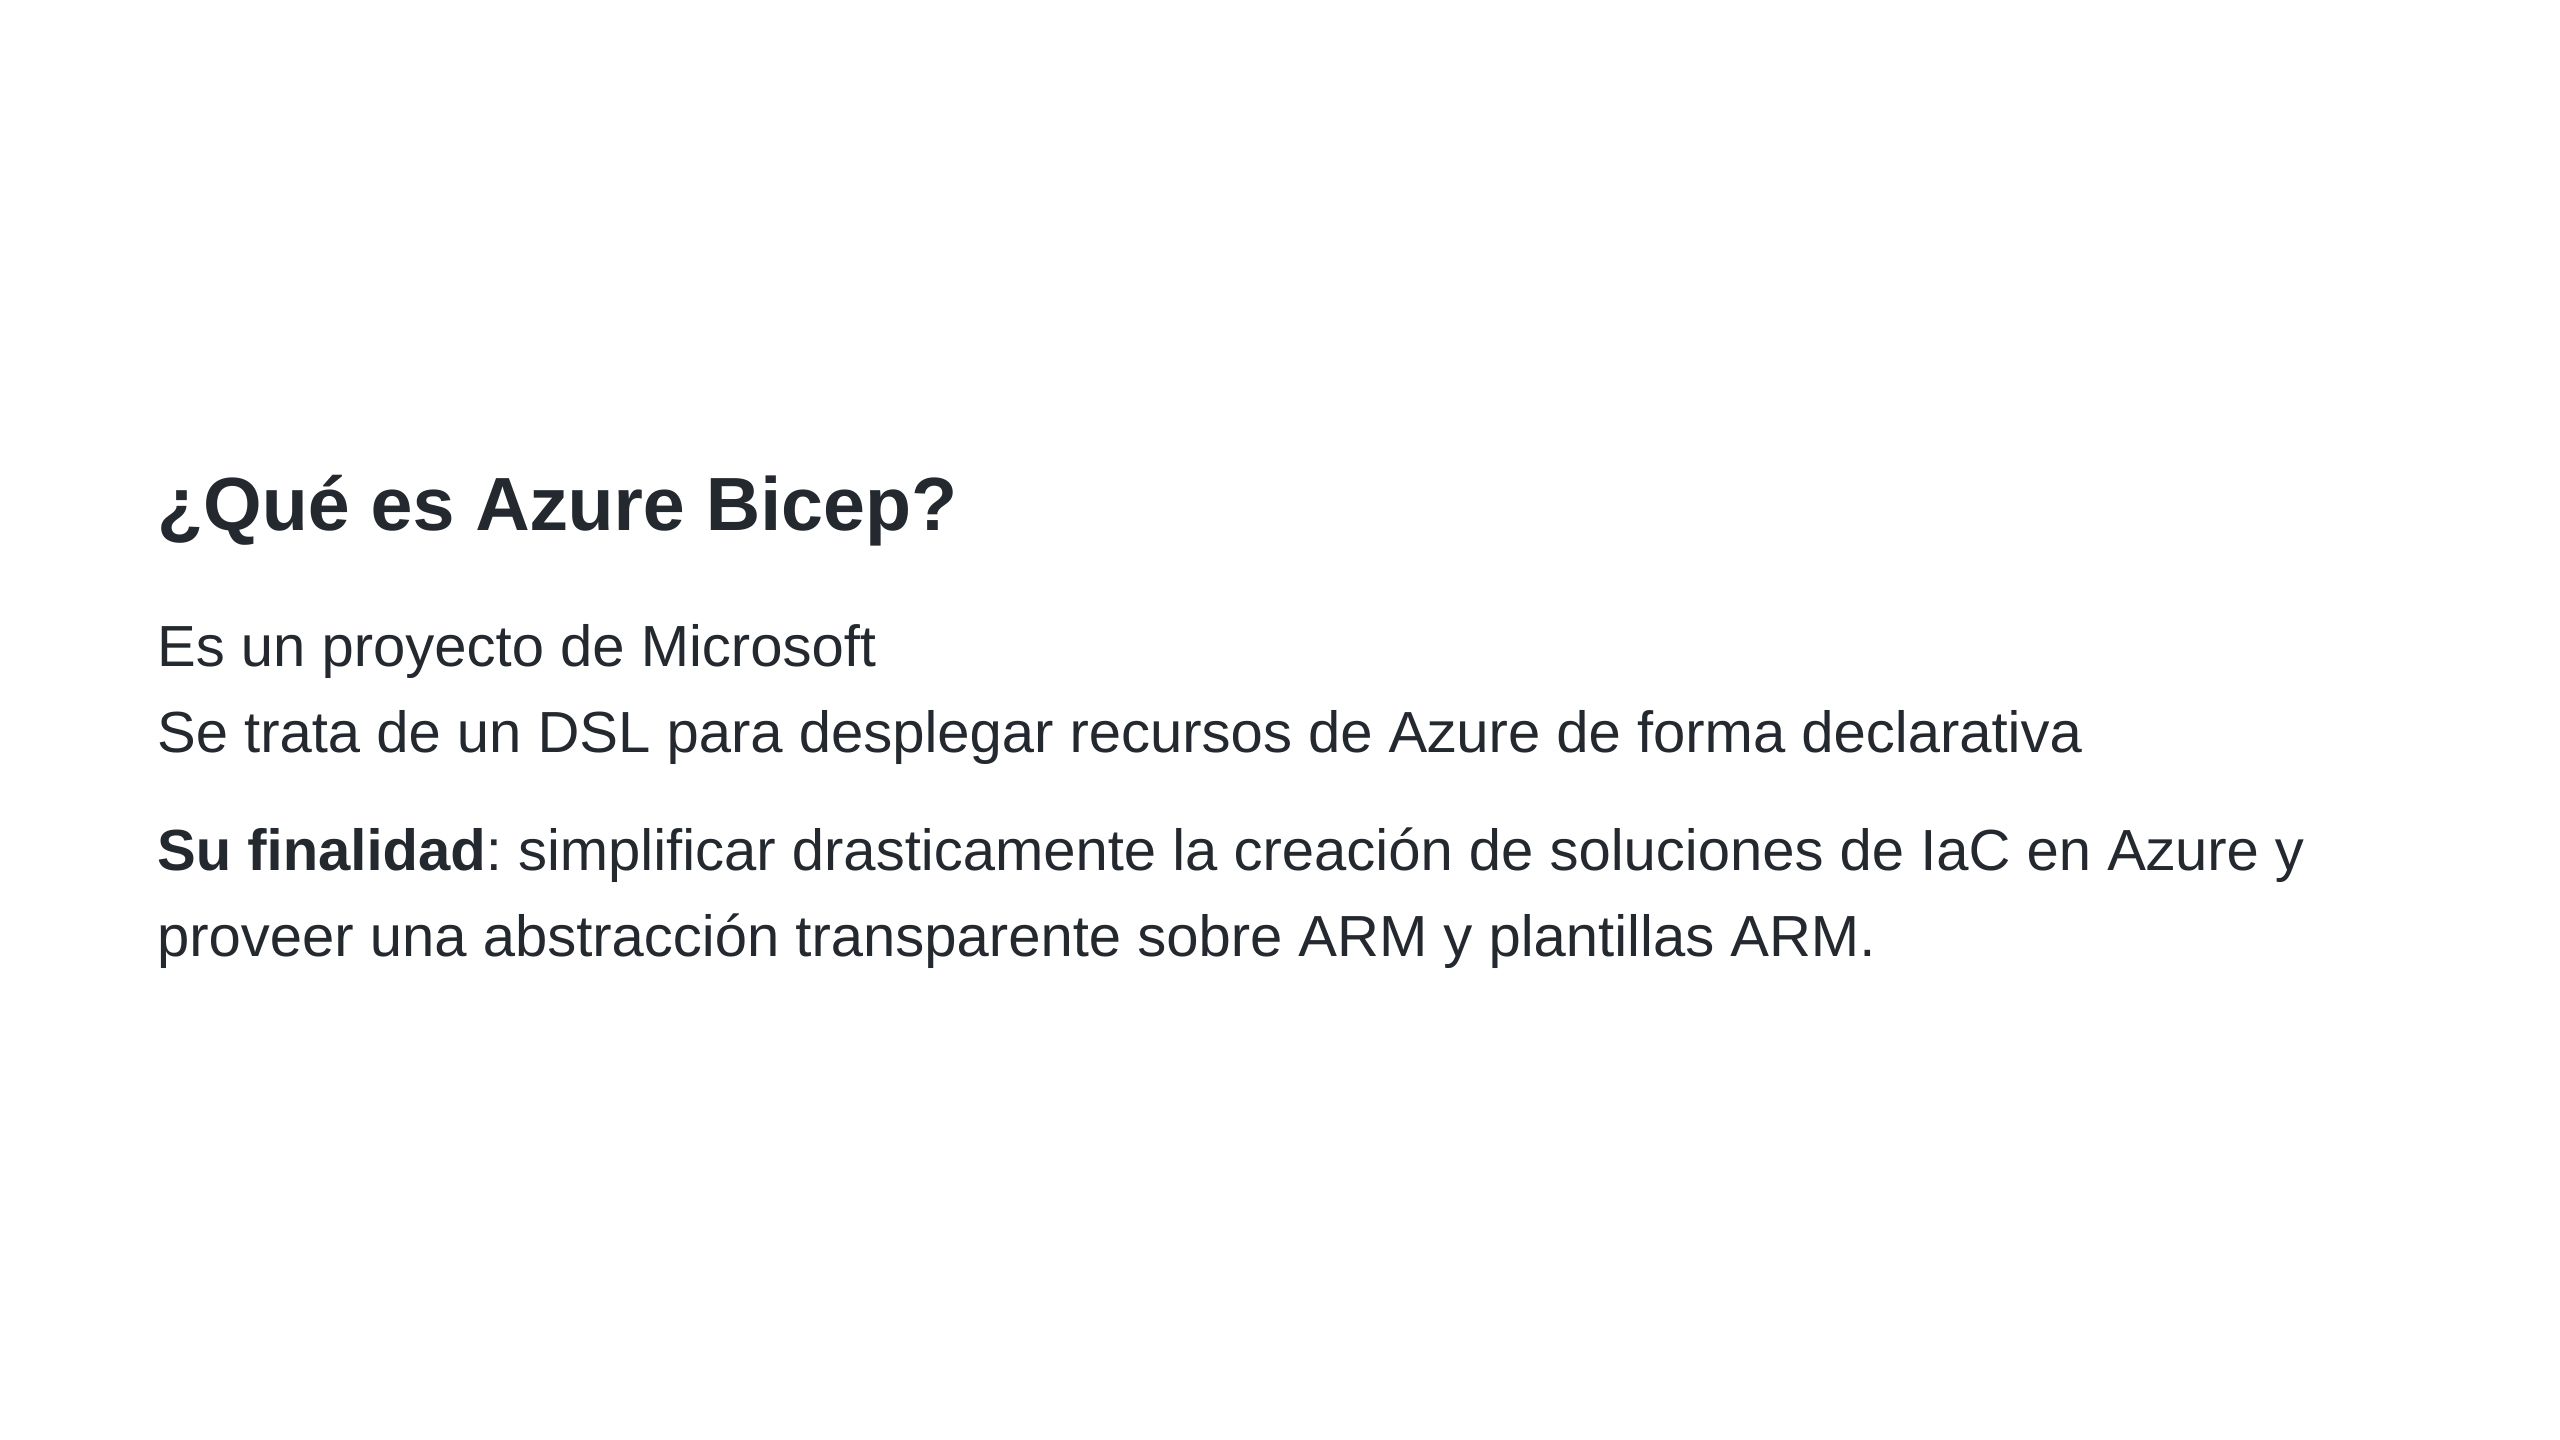 ¿Qué es Azure Bicep?
Es un proyecto de Microsoft
Se trata de un DSL para desplegar recursos de Azure de forma declarativa
Su finalidad: simplificar drasticamente la creación de soluciones de IaC en Azure y
proveer una abstracción transparente sobre ARM y plantillas ARM.